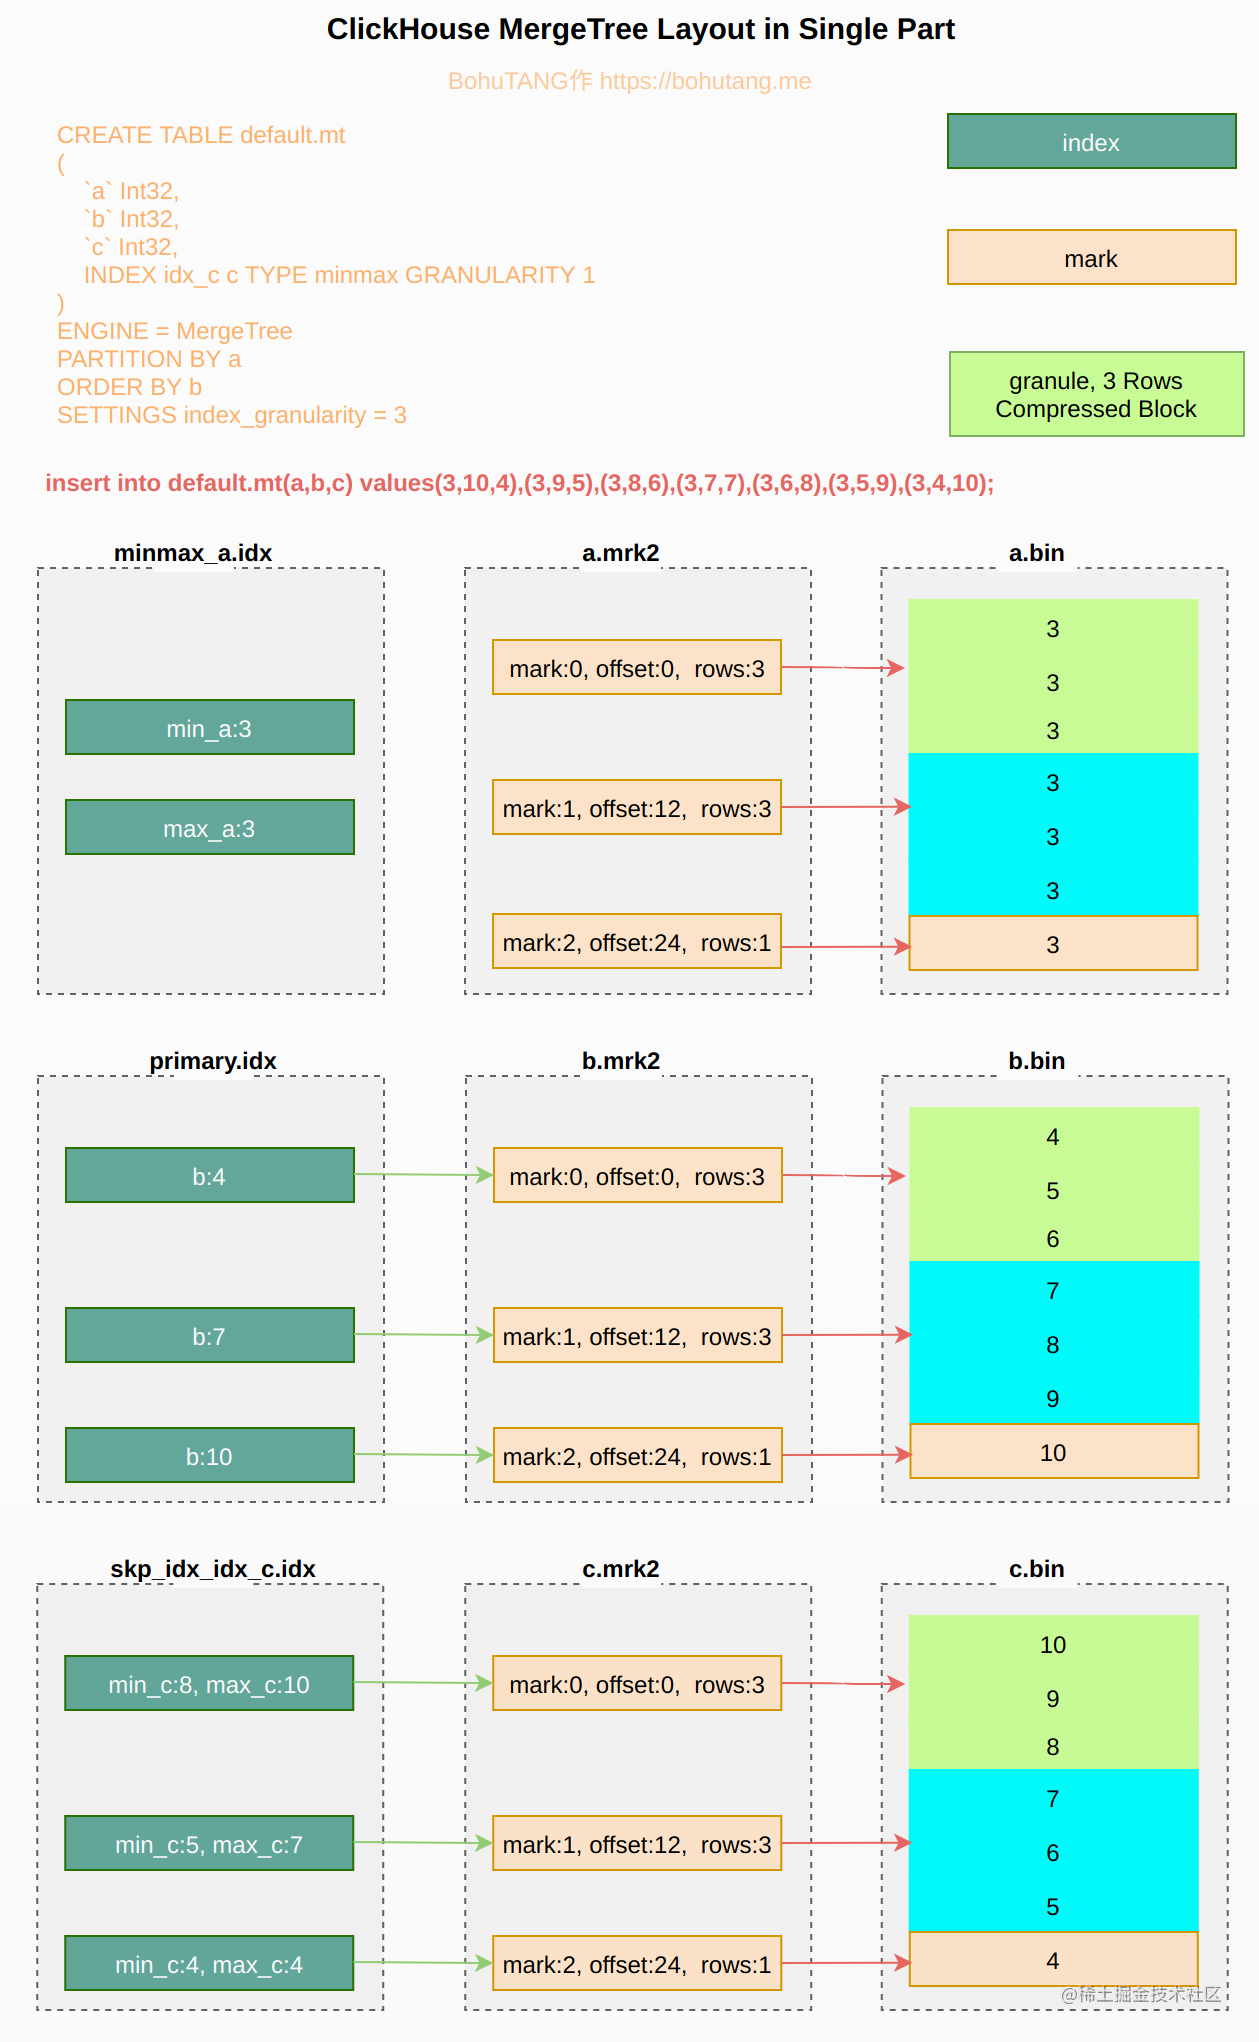 ClickHouse MergeTree Layout in Single Part
BohuTANG作 https://bohutang.me
CREATE TABLE default.mt
(
`a` Int32,
`b` Int32,
`c` Int32,
INDEX idx_c c TYPE minmax GRANULARITY 1
)
ENGINE = MergeTree
PARTITION BY a
ORDER BY b
SETTINGS index_granularity = 3
index
mark
granule, 3 Rows
Compressed Block
insert into default.mt(a,b,c) values(3,10,4),(3,9,5),(3,8,6),(3,7,7),(3,6,8),(3,5,9),(3,4,10);
minmax_a.idx
min_a:3
max_a:3
a.mrk2
mark:0, offset:0, rows:3
mark:1, offset:12, rows:3
mark:2, offset:24, rows:1
a.bin
3
3
3
3
3
3
3
primary.idx
b:4
b:7
b:10
b.mrk2
mark:0, offset:0, rows:3
mark:1, offset:12, rows:3
mark:2, offset:24, rows:1
b.bin
4
5
6
7
8
9
10
skp_idx_idx_c.idx
min_c:8, max_c:10
min_c:5, max_c:7
min_c:4, max_c:4
c.mrk2
mark:0, offset:0, rows:3
mark:1, offset:12, rows:3
mark:2, offset:24, rows:1
c.bin
10
9
8
7
6
5
4
@稀土掘金技术社区